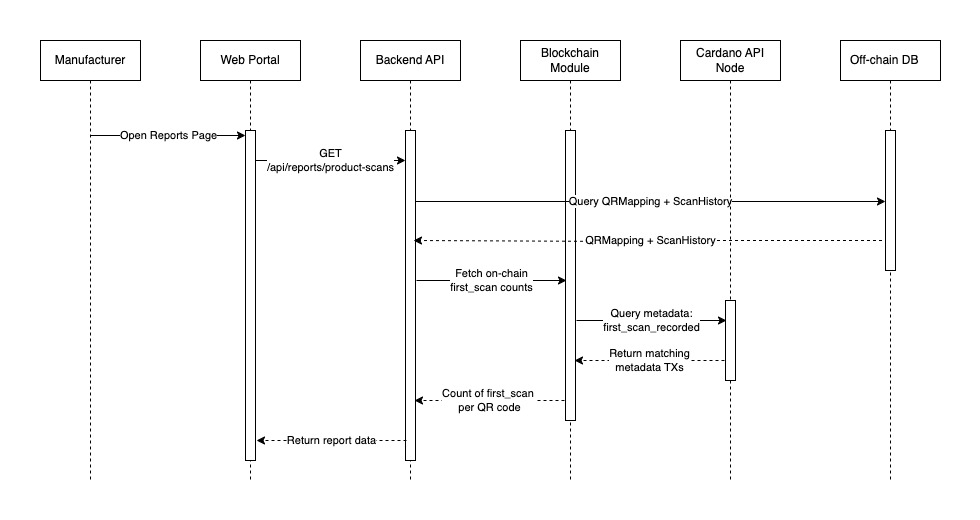 Manufacturer
Web Portal
Backend API
Blockchain
Module
Cardano API
Node
Off-chain DB
Open Reports Page
GET
/api/reports/product-scans
Query QRMapping + ScanHistory
QRMapping + ScanHistory
Fetch on-chain
first_scan counts
Query metadata:
first_scan_recorded
Return matching
metadata TXs
Count of first_scan
per QR code
Return report data